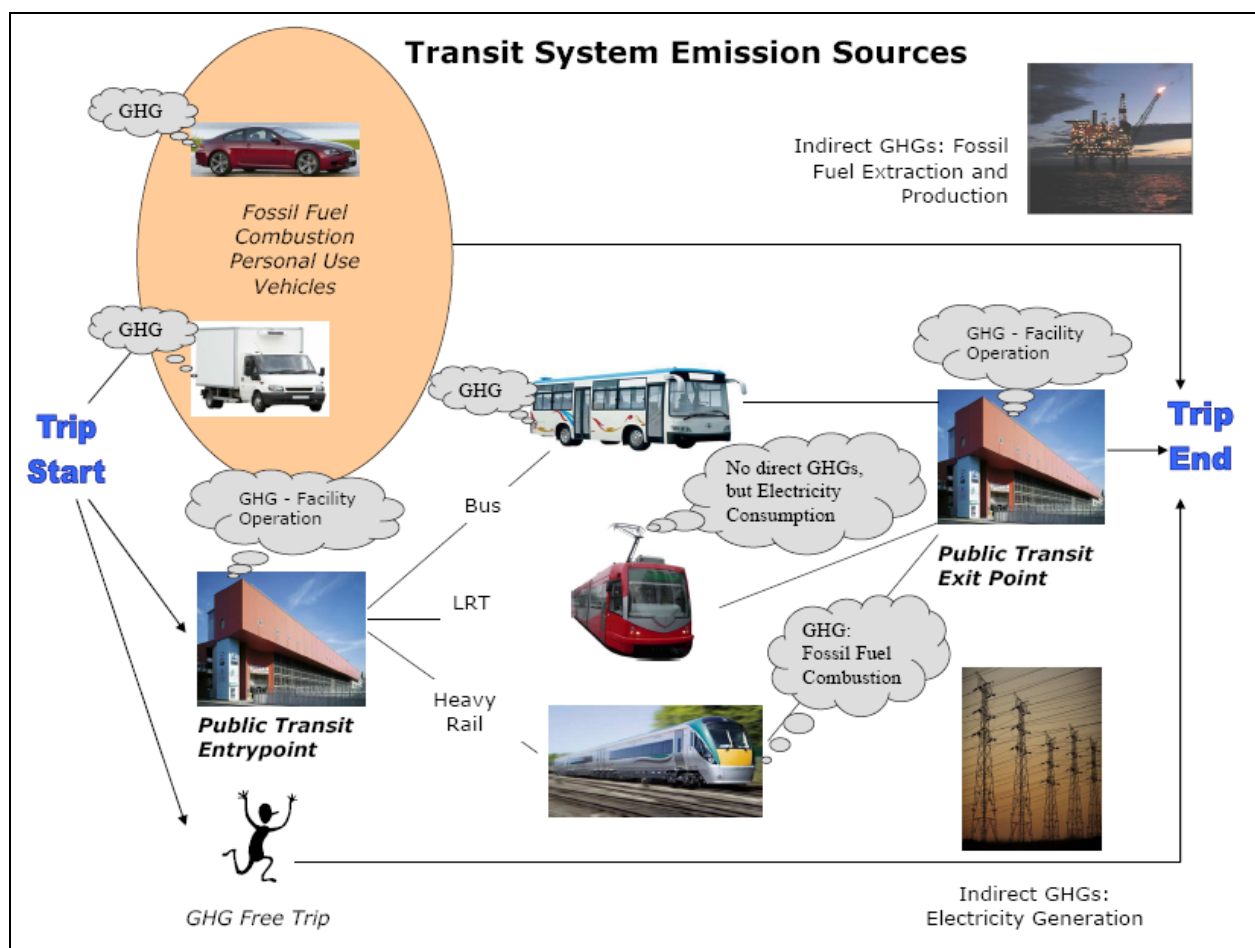 Transit System Emission Sources
GHG
Fossil Fuel
Combustion
Personal Use
Vehicles
Indirect GHGs: Fossil
Fuel Extraction and
Production
GHG
Trip
Start
GHG
GHG - Facility
Operation
Trip
End
No direct GHGs,
but Electricity
Consumption
GHG - Facility
Operation
Bus
LRT
Heavy
Rail
Public Transit
Exit Point
GHG:
Fossil Fuel
Combustion
Public Transit
Entrypoint
GHG Free Trip
Indirect GHGs:
Electricity Generation